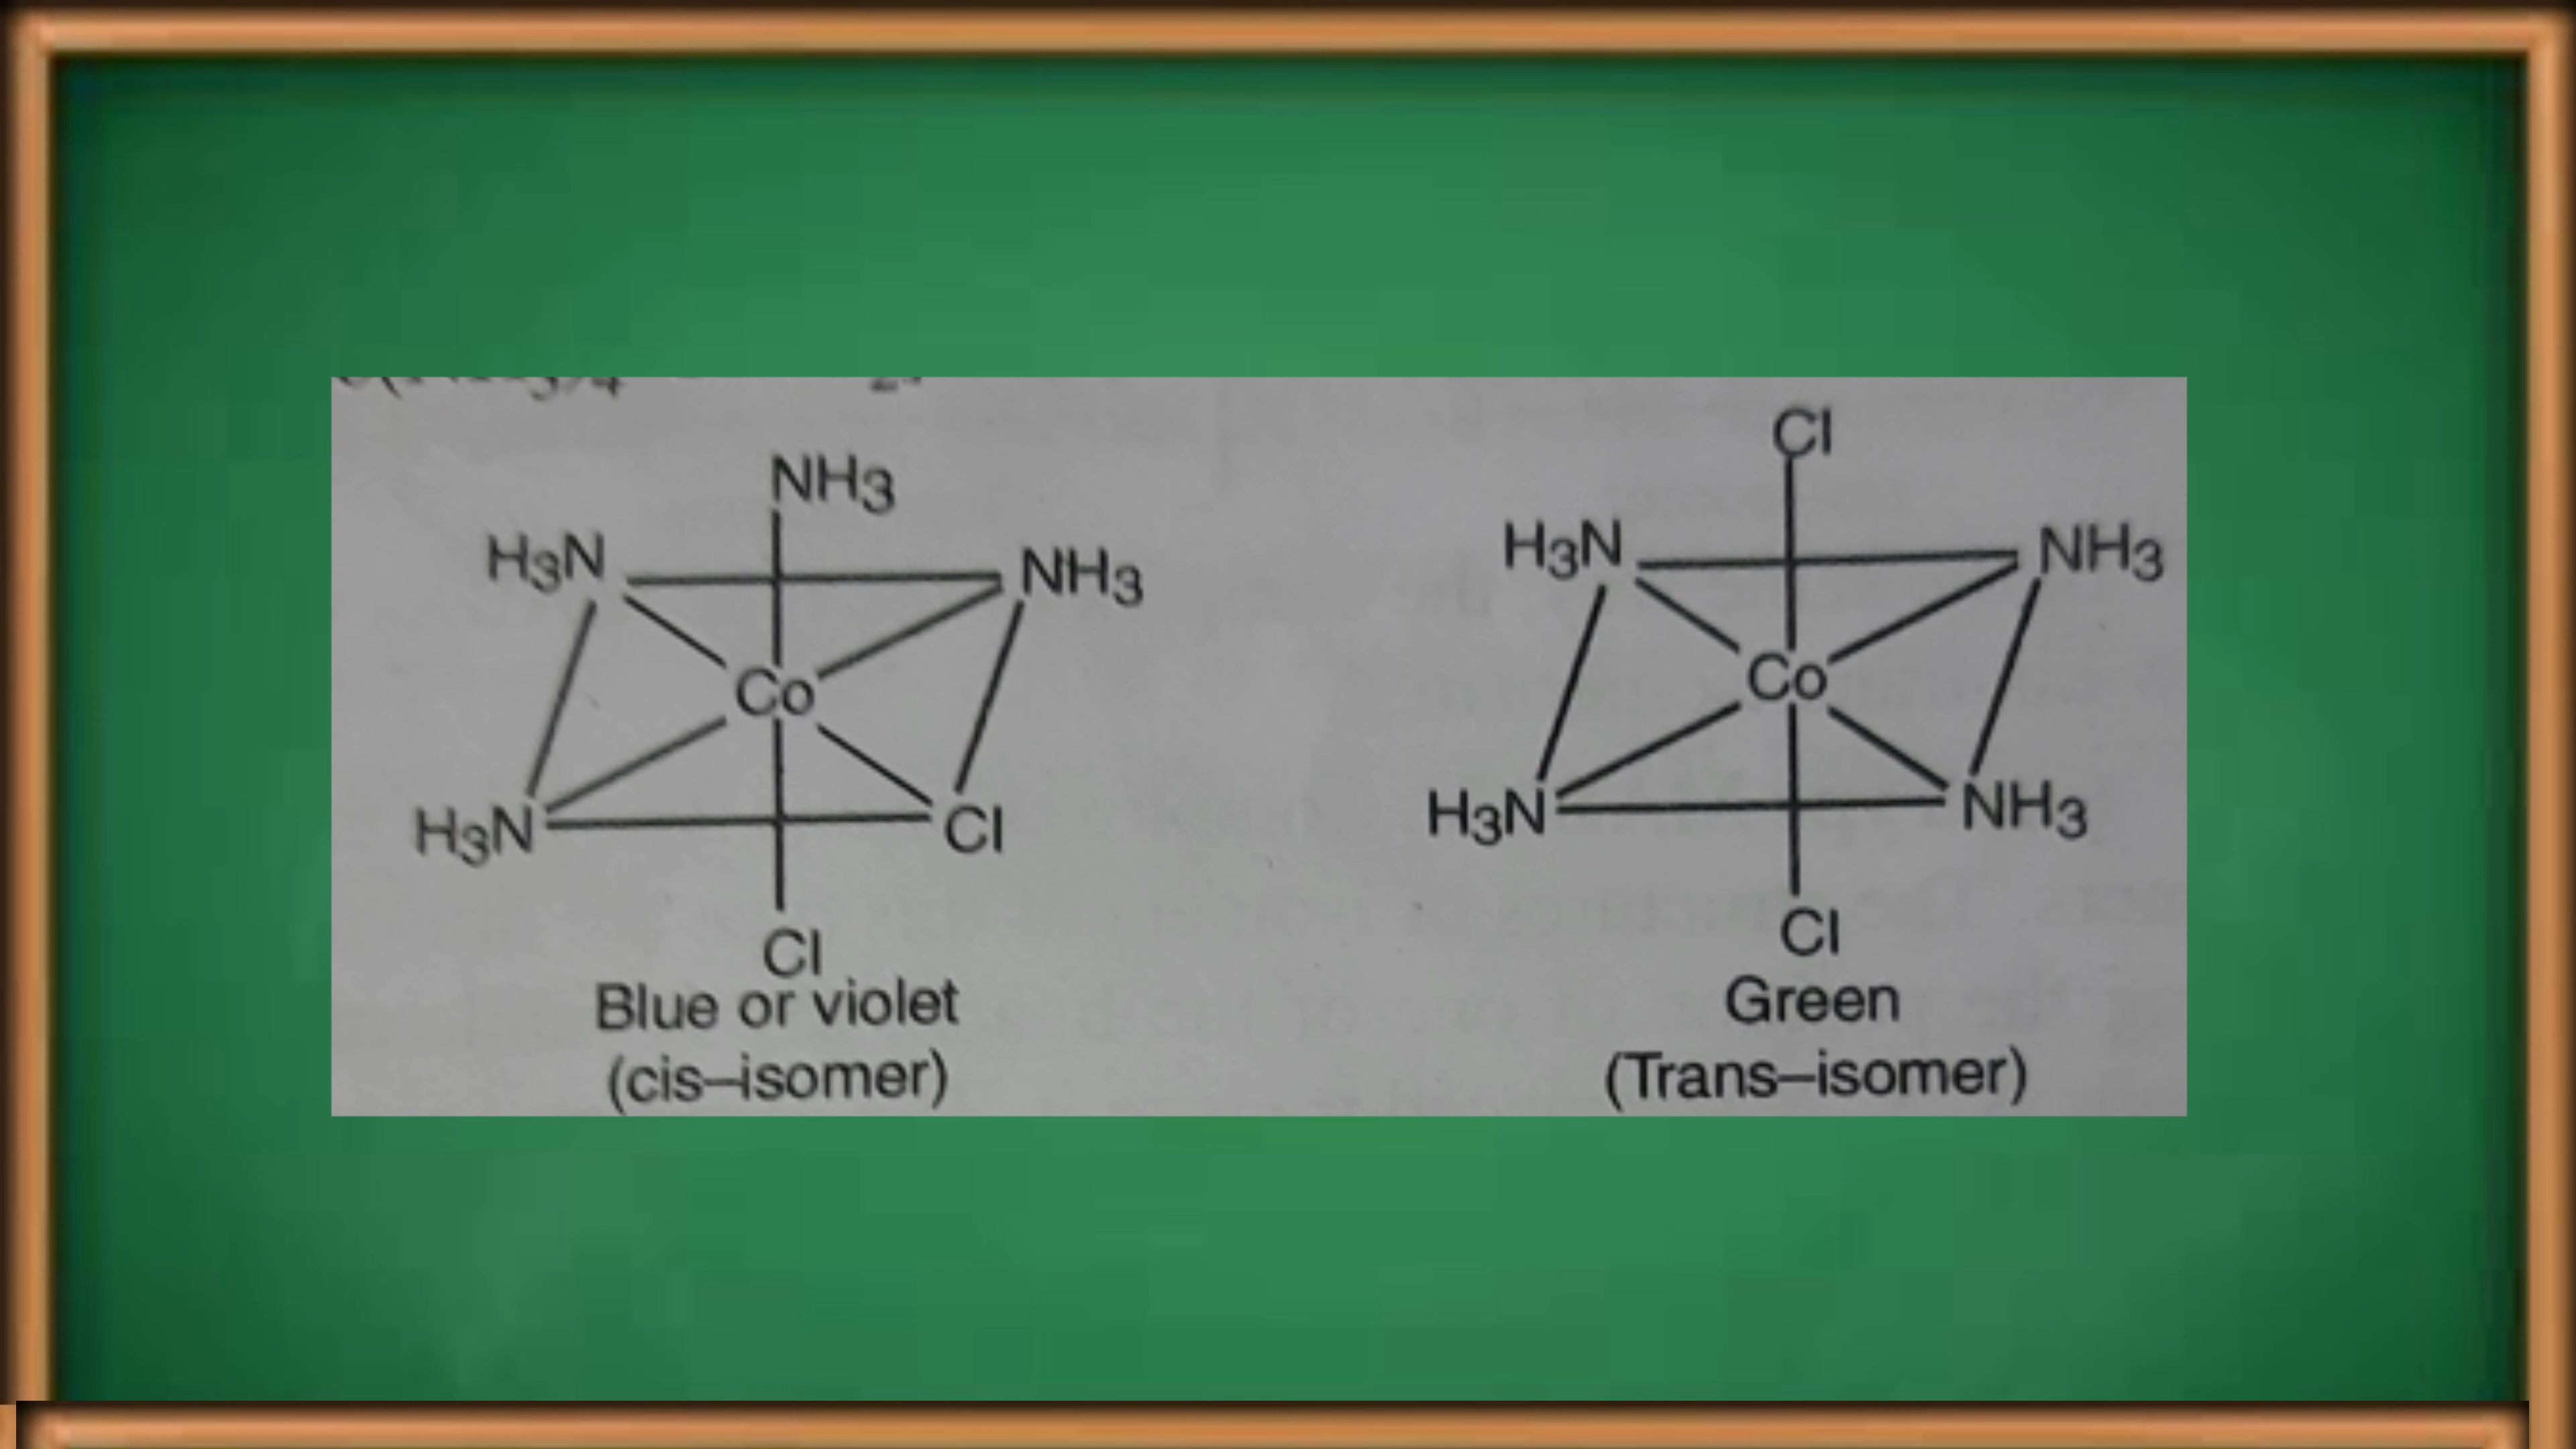 NH3
H3N NH3
Co
H3N Cl
Cl
Blue or violet
(cis–isomer)
Cl
H3N NH3
Co
H3N NH3
Cl
Green
(Trans–isomer)